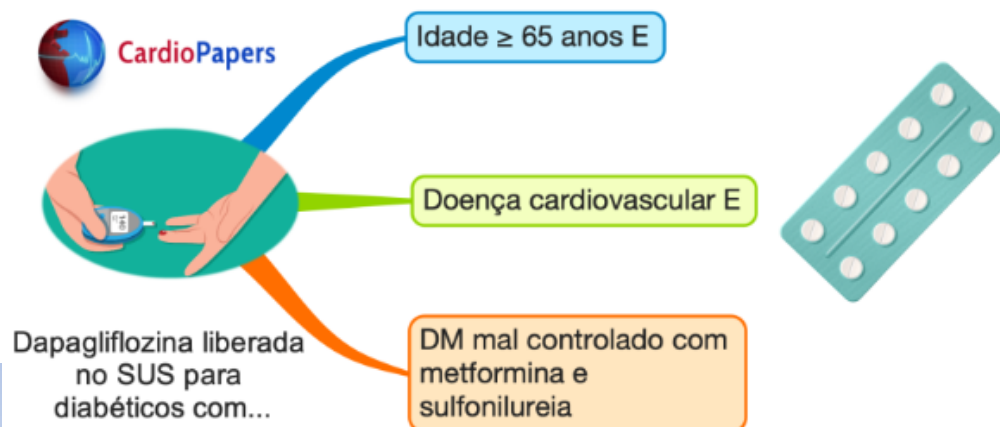 CardioPapers
Idade ≥ 65 anos E
140
Doença cardiovascular E
Dapagliflozina liberada
no SUS para
diabéticos com...
DM mal controlado com
metformina e
sulfonilureia